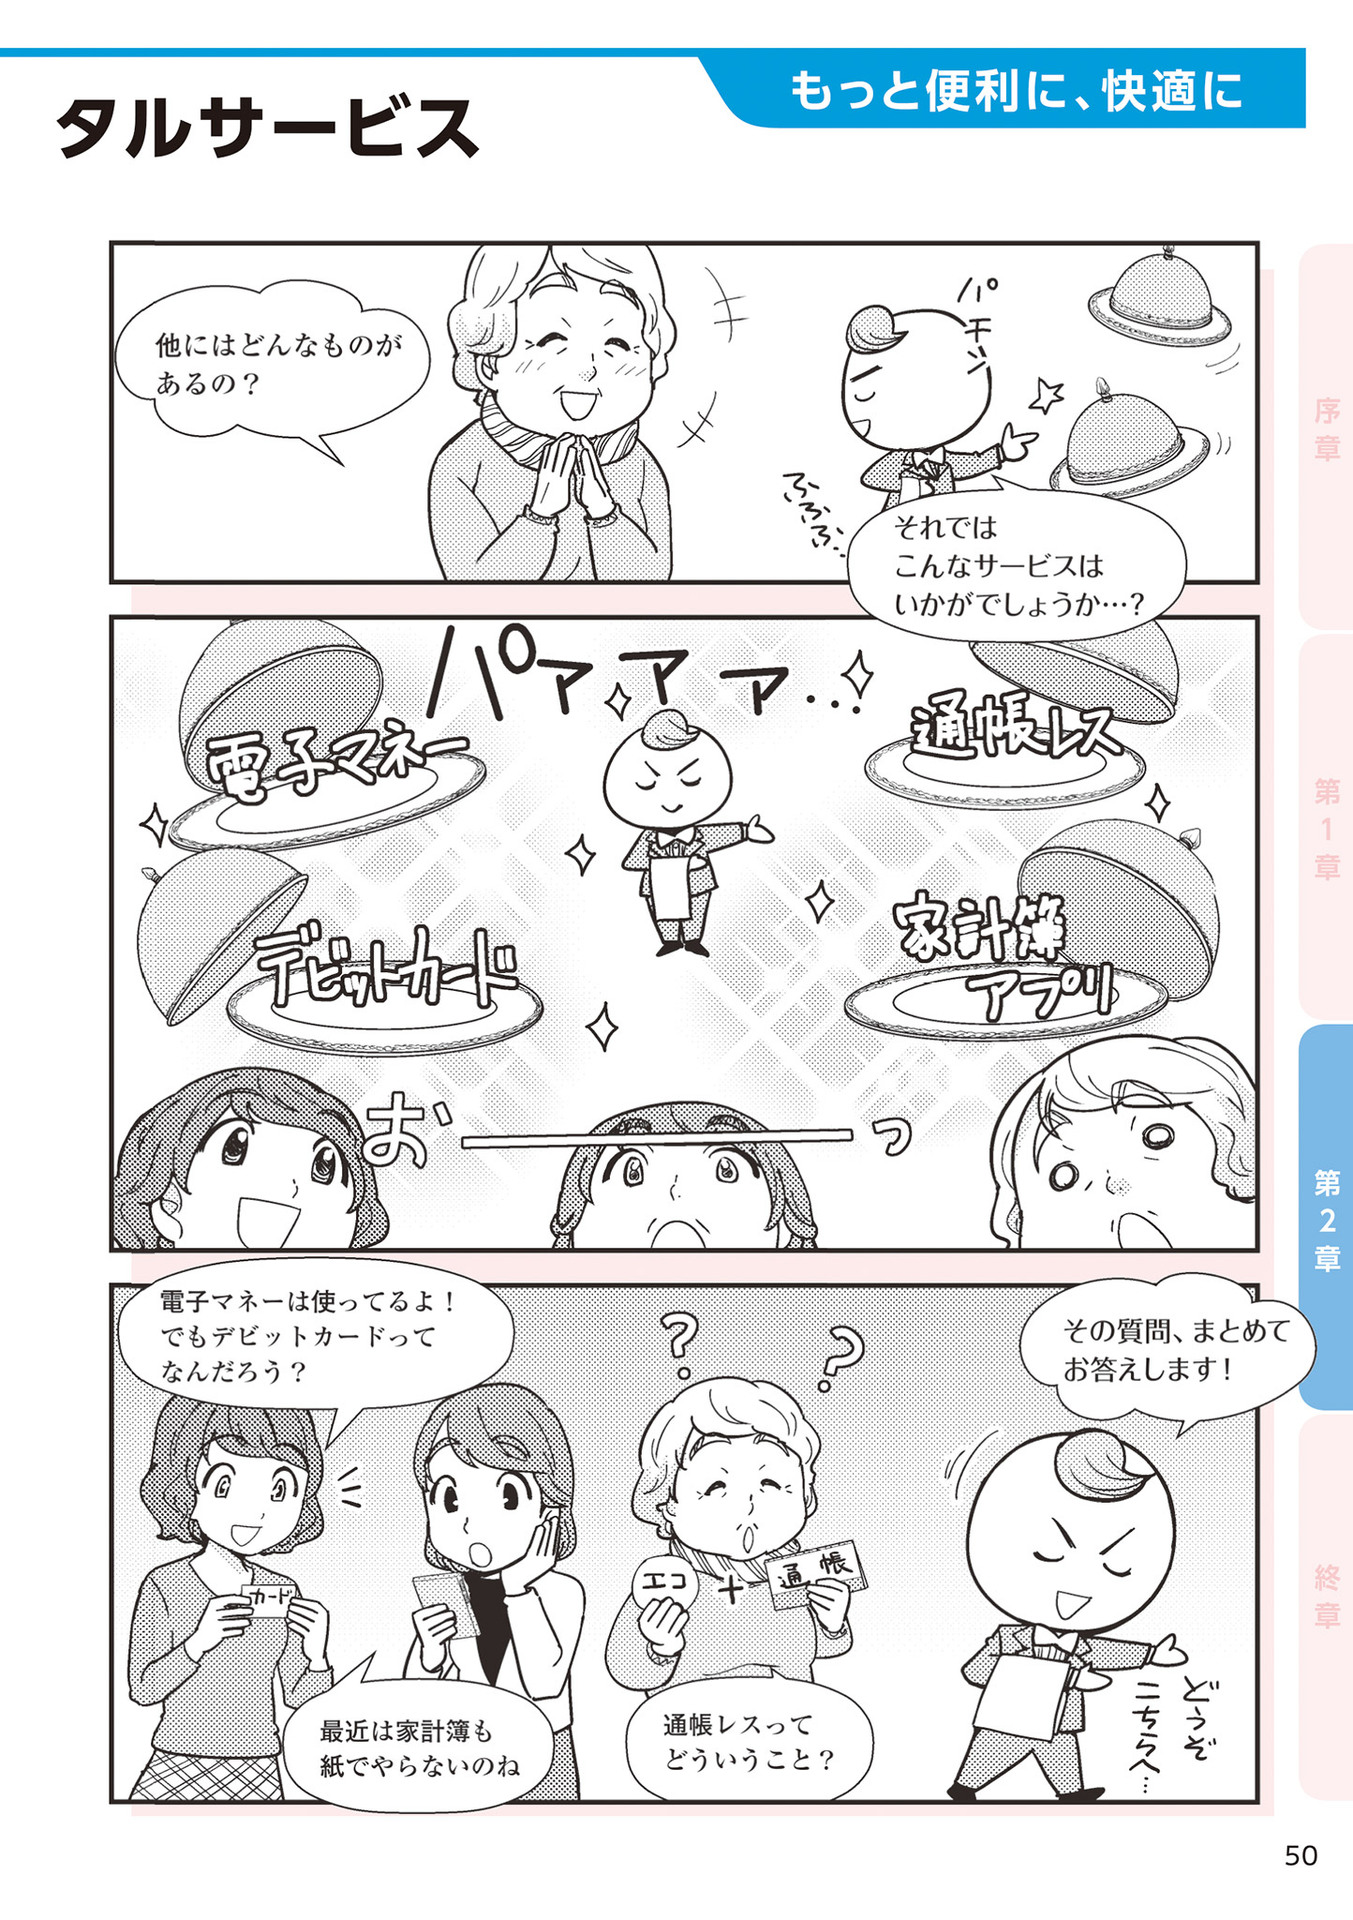 もっと便利に、快適に
タルサービス
他にはどんなものが
あるの？
パチンッ
ふふふ…
それでは
こんなサービスは
いかがでしょうか…？
パァァァ…
電子マネー
通帳レス
デビットカード
家計簿
アプリ
おーっ
電子マネーは使ってるよ！
でもデビットカードって
なんだろう？
カード
最近は家計簿も
紙でやらないのね
？
？
エコ
+
通帳
通帳レスって
どういうこと？
その質問、まとめて
お答えします！
どうぞ
こちらへ…
序章
第1章
第2章
終章
50